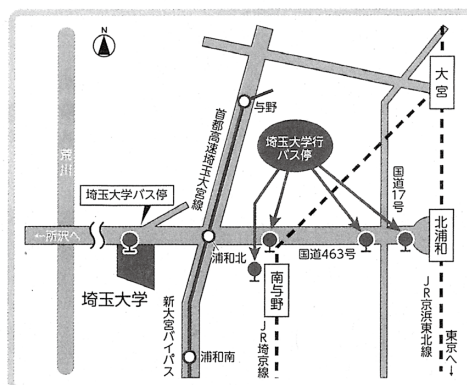 N
大宮
与野
首都高速埼玉大宮線
埼玉大学行
バス停
国道17号
荒川
埼玉大学バス停
←所沢へ
浦和北
国道463号
北浦和
埼玉大学
南与野
新大宮バイパス
JR埼京線
JR京浜東北線
東京へ→
浦和南